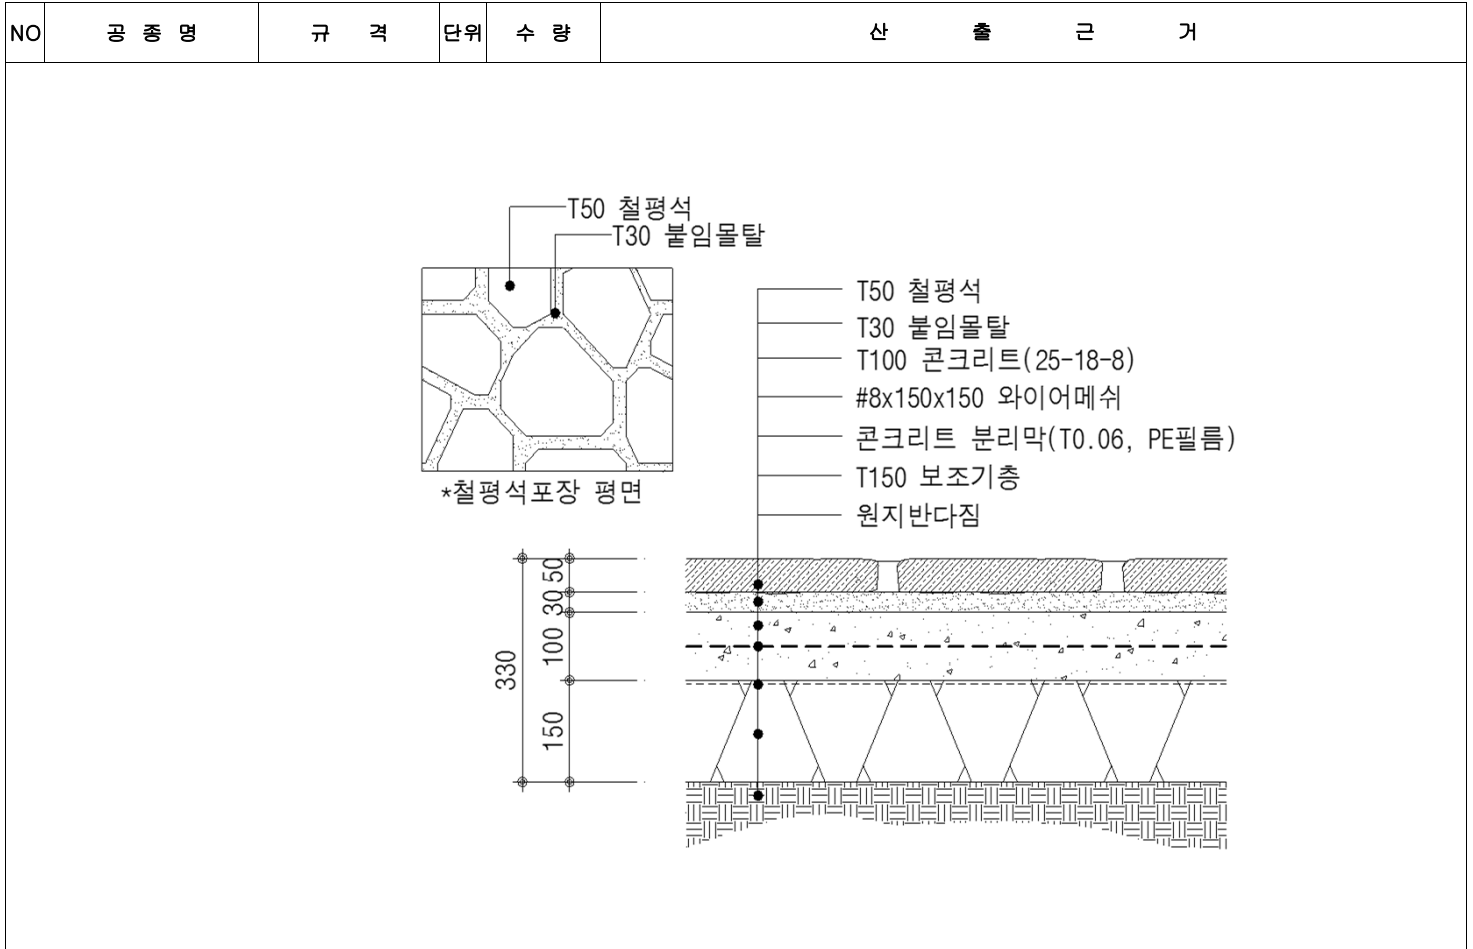 NO 공 종 명 규 격 단위 수 량 산 출 근 거
T50 철평석
T30 붙임몰탈
*철평석포장 평면
T50 철평석
T30 붙임몰탈
T100 콘크리트(25-18-8)
#8x150x150 와이어메쉬
콘크리트 분리막(T0.06, PE필름)
T150 보조기층
원지반다짐
50
30
100
150
330